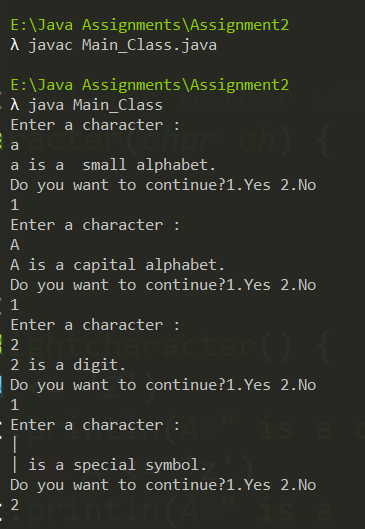 E:\Java Assignments\Assignment2
λ javac Main_Class.java
E:\Java Assignments\Assignment2
λ java Main_Class
Enter a character :
a
a is a  small alphabet.
Do you want to continue?1.Yes 2.No
1
Enter a character :
A
A is a capital alphabet.
Do you want to continue?1.Yes 2.No
1
Enter a character :
2
2 is a digit.
Do you want to continue?1.Yes 2.No
1
Enter a character :
|
| is a special symbol.
Do you want to continue?1.Yes 2.No
2